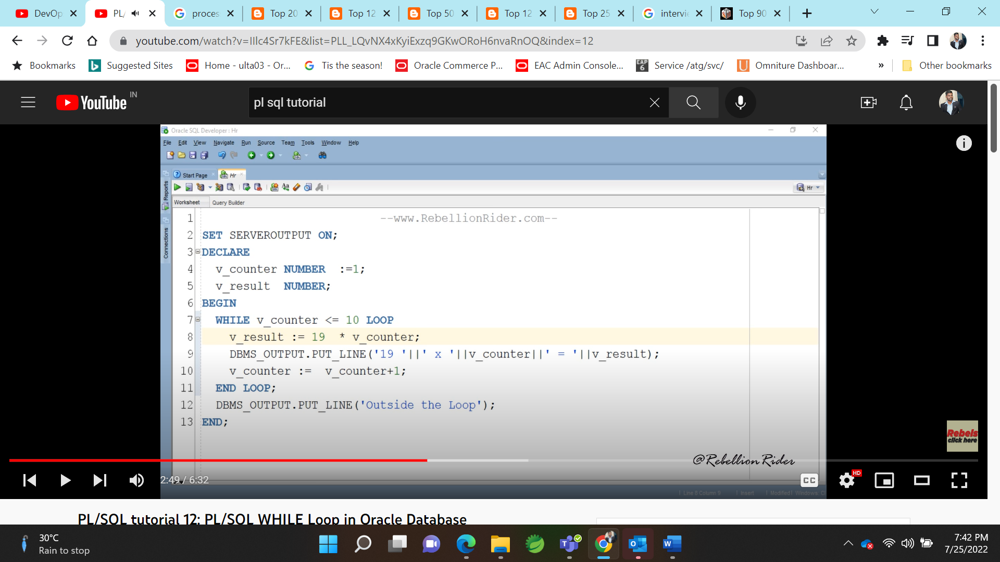 DevOp
PL/
proces
Top 20
Top 12
Top 50
Top 12
Top 25
intervi
Top 90
youtube.com/watch?v=IIlc4Sr7kFE&list=PLL_LQvNX4xKyiExzq9GKwORoH6nvaRnOQ&index=12
Bookmarks
Suggested Sites
Home - ulta03 - Or...
Tis the season!
Oracle Commerce P...
EAC Admin Console...
EAP 6
Service /atg/svc/
Omniture Dashboar...
»
Other bookmarks
YouTube IN
pl sql tutorial
Oracle SQL Developer : Hr
File Edit View Navigate Run Source Team Tools Window Help
Start Page
Hr
Reports
Connections
Hr
Worksheet
Query Builder
1 --www.RebellionRider.com--
2 SET SERVEROUTPUT ON;
3 DECLARE
4 v_counter NUMBER :=1;
5 v_result NUMBER;
6 BEGIN
7 WHILE v_counter <= 10 LOOP
8 v_result := 19 * v_counter;
9 DBMS_OUTPUT.PUT_LINE('19 '||' x '||v_counter||' = '||v_result);
10 v_counter := v_counter+1;
11 END LOOP;
12 DBMS_OUTPUT.PUT_LINE('Outside the Loop');
13 END;
Rebels
click here
@Rebellion Rider
2:49 / 6:32
CC
HD
Line 8 Column 9 | Insert | Modified | Windows: C
PL/SQL tutorial 12: PL/SQL WHILE Loop in Oracle Database
30°C
Rain to stop
7:42 PM
7/25/2022